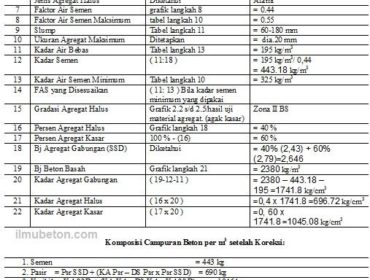 Jenis Agregat Halus Diketahui Alami
7 Faktor Air Semen grafik langkah 8 = 0.44
8 Faktor Air Semen Maksimum tabel langkah 10 = 0.55
9 Slump Tabel langkah 11 = 60-180 mm
10 Ukuran Agregat Maksimum Ditetapkan = dia.20 mm
11 Kadar Air Bebas Tabel langkah 13 = 195 kg/m³
12 Kadar Semen (11:18) = 195 kg/m³/ 0,44
= 443.18 kg/m³
13 Kadar Air Semen Minimum Tabel langkah 10 = 325 kg/m³
14 FAS yang Disesuaikan ( 11: 13 ) Bila kadar semen
minimum yang dipakai
15 Gradasi Agregat Halus Grafik 2.2 s/d 2.5hasil uji Zona II BS
material agregat. (agak kasar)
16 Persen Agregat Halus Grafik langkah 18 = 40%
17 Persen Agregat Kasar 100% - (16) = 60%
18 Bj Agregat Gabungan (SSD) Diketahui = 40% (2,43) + 60%
(2,79)=2,646
19 Bj Beton Basah Grafik langkah 21 = 2380 kg/m³
20 Kadar Agregat Gabungan ( 19-12-11 ) = 2380 – 443.18 –
195 =1741.8 kg/m³
21 Kadar Agregat Halus ( 16 x 20 ) =0,4 x 1741.8 =696.72 kg/cm³
22 Kadar Agregat Kasar ( 17 x 20 ) =0, 60 x
1741.8=1045.08 kg/cm³
ilmubeton.com
Komposisi Campuran Beton per m³ setelah Koreksi:
1. Semen = 443 kg
2. Pasir = Psr SSD + (KA Psr – DS Psr x Psr SSD) = 690 kg